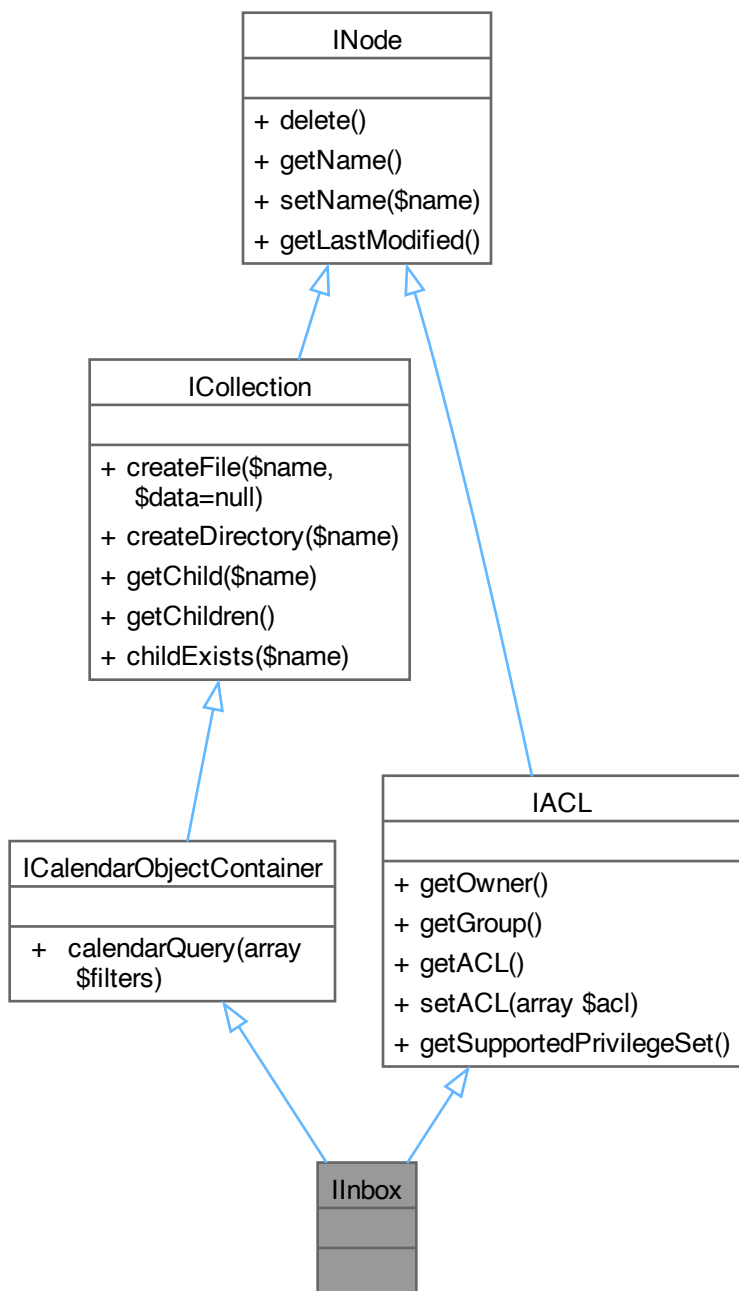 INode
+ delete()
+ getName()
+ setName($name)
+ getLastModified()
ICollection
+ createFile($name,
$data=null)
+ createDirectory($name)
+ getChild($name)
+ getChildren()
+ childExists($name)
IACL
+ getOwner()
+ getGroup()
+ getACL()
+ setACL(array $acl)
+ getSupportedPrivilegeSet()
ICalendarObjectContainer
+ calendarQuery(array
$filters)
IInbox